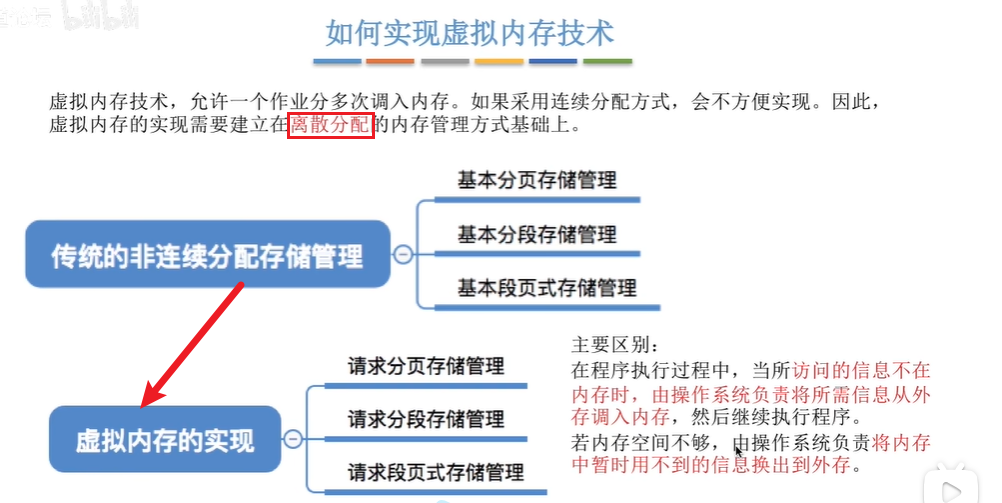 如何实现虚拟内存技术
虚拟内存技术，允许一个作业分多次调入内存。如果采用连续分配方式，会不方便实现。因此，
虚拟内存的实现需要建立在离散分配的内存管理方式基础上。
基本分页存储管理
传统的非连续分配存储管理
基本分段存储管理
基本段页式存储管理
请求分页存储管理
虚拟内存的实现
请求分段存储管理
请求段页式存储管理
主要区别：
在程序执行过程中，当所访问的信息不在
内存时，由操作系统负责将所需信息从外
存调入内存，然后继续执行程序。
若内存空间不够，由操作系统负责将内存
中暂时用不到的信息换出到外存。